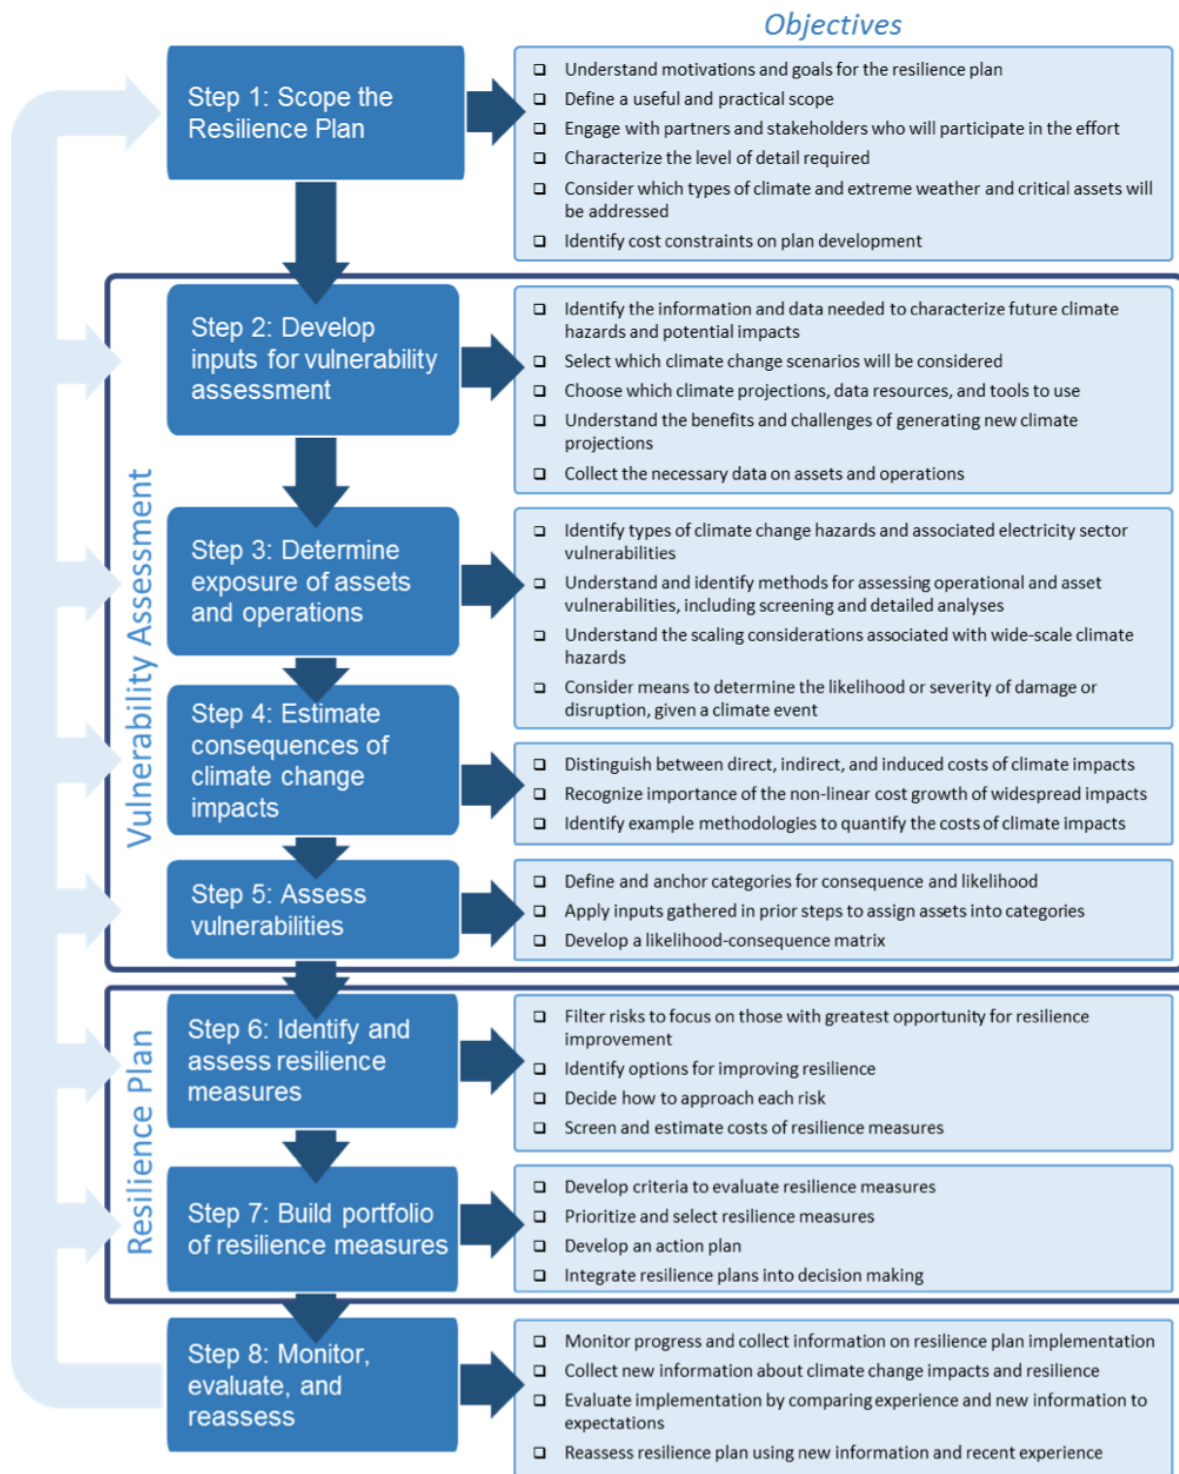 Objectives
Step 1: Scope the
Resilience Plan
❑ Understand motivations and goals for the resilience plan
❑ Define a useful and practical scope
❑ Engage with partners and stakeholders who will participate in the effort
❑ Characterize the level of detail required
❑ Consider which types of climate and extreme weather and critical assets will
be addressed
❑ Identify cost constraints on plan development
Vulnerability Assessment
Step 2: Develop
inputs for vulnerability
assessment
❑ Identify the information and data needed to characterize future climate
hazards and potential impacts
❑ Select which climate change scenarios will be considered
❑ Choose which climate projections, data resources, and tools to use
❑ Understand the benefits and challenges of generating new climate
projections
❑ Collect the necessary data on assets and operations
Step 3: Determine
exposure of assets
and operations
❑ Identify types of climate change hazards and associated electricity sector
vulnerabilities
❑ Understand and identify methods for assessing operational and asset
vulnerabilities, including screening and detailed analyses
❑ Understand the scaling considerations associated with wide-scale climate
hazards
❑ Consider means to determine the likelihood or severity of damage or
disruption, given a climate event
Step 4: Estimate
consequences of
climate change
impacts
❑ Distinguish between direct, indirect, and induced costs of climate impacts
❑ Recognize importance of the non-linear cost growth of widespread impacts
❑ Identify example methodologies to quantify the costs of climate impacts
Step 5: Assess
vulnerabilities
❑ Define and anchor categories for consequence and likelihood
❑ Apply inputs gathered in prior steps to assign assets into categories
❑ Develop a likelihood-consequence matrix
Resilience Plan
Step 6: Identify and
assess resilience
measures
❑ Filter risks to focus on those with greatest opportunity for resilience
improvement
❑ Identify options for improving resilience
❑ Decide how to approach each risk
❑ Screen and estimate costs of resilience measures
Step 7: Build portfolio
of resilience measures
❑ Develop criteria to evaluate resilience measures
❑ Prioritize and select resilience measures
❑ Develop an action plan
❑ Integrate resilience plans into decision making
Step 8: Monitor,
evaluate, and
reassess
❑ Monitor progress and collect information on resilience plan implementation
❑ Collect new information about climate change impacts and resilience
❑ Evaluate implementation by comparing experience and new information to
expectations
❑ Reassess resilience plan using new information and recent experience